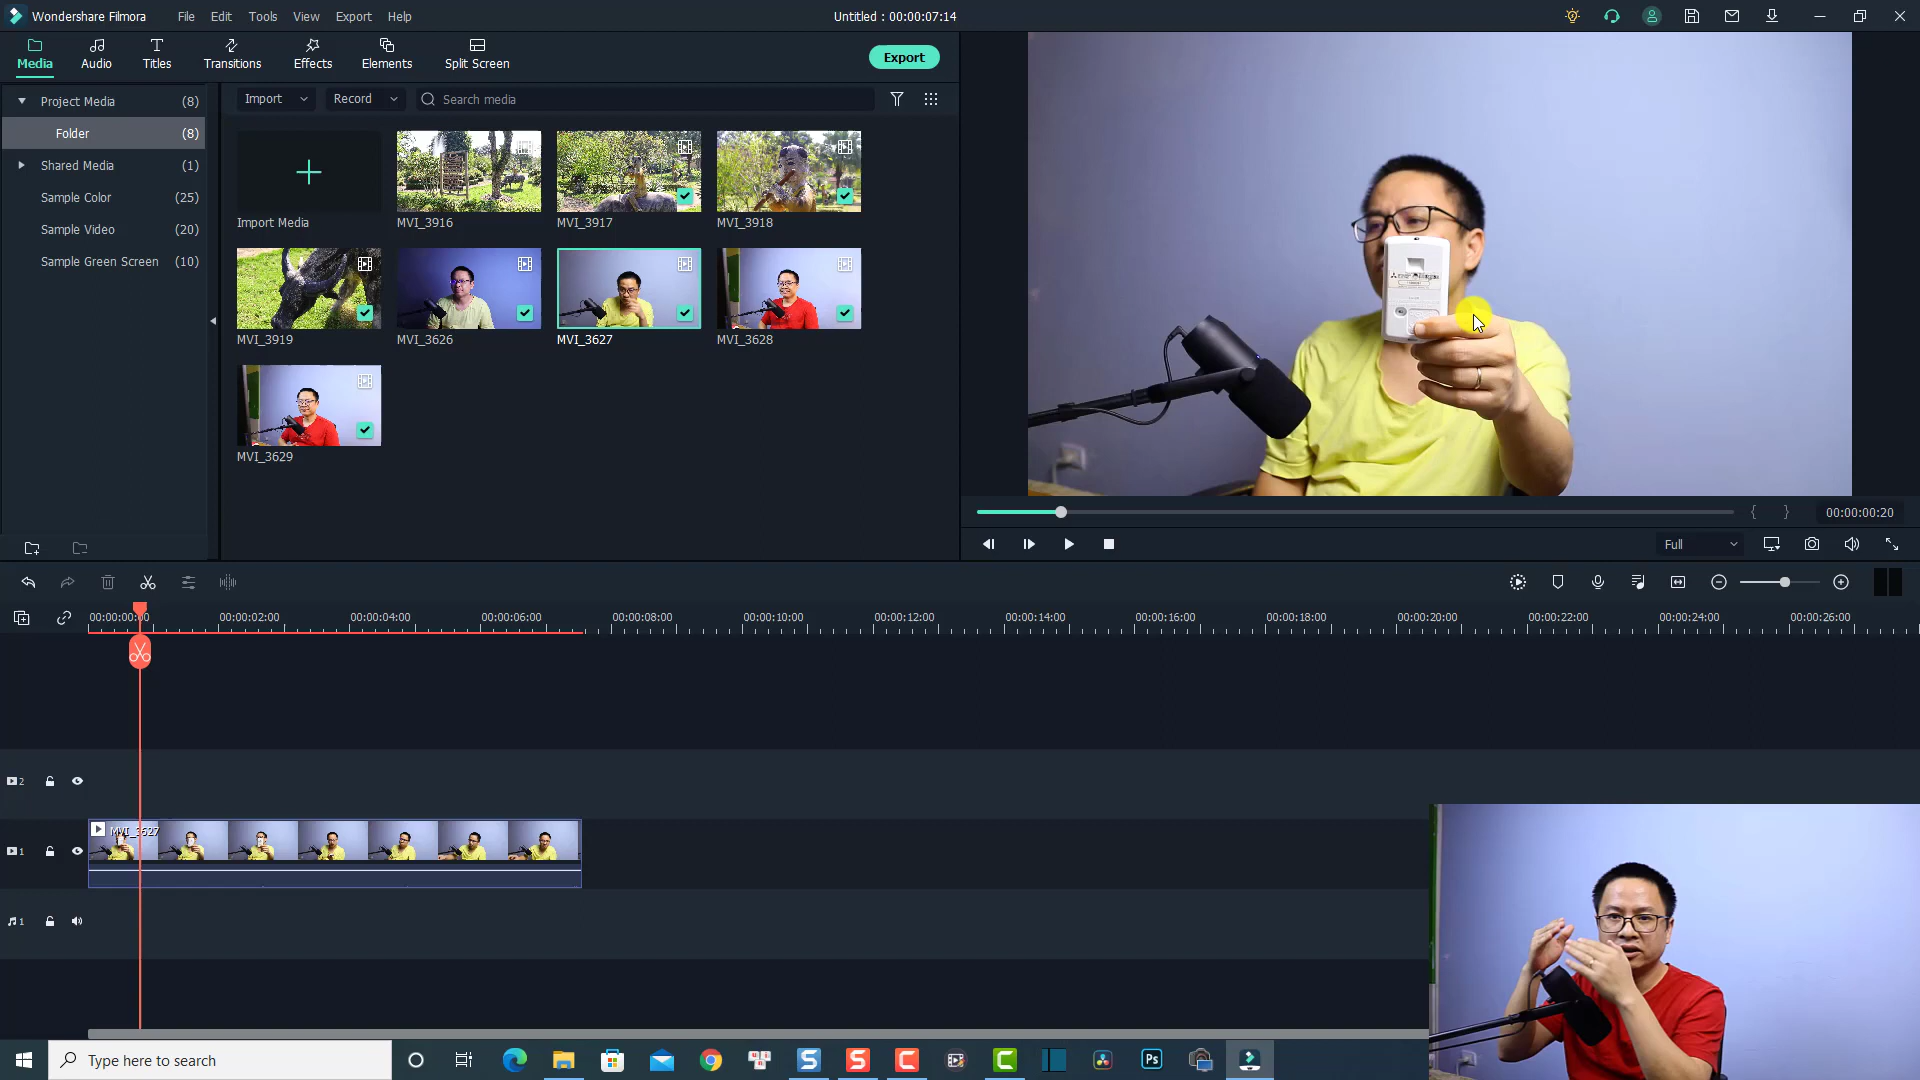 Wondershare Filmora File Edit Tools View Export Help Untitled : 00:00:07:14
Media Audio Titles Transitions Effects Elements Split Screen Export
Project Media (8)
Folder (8)
Shared Media (1)
Sample Color (25)
Sample Video (20)
Sample Green Screen (10)
Import Record Search media
Import Media MVI_3916 MVI_3917 MVI_3918
MVI_3919 MVI_3626 MVI_3627 MVI_3628
MVI_3629
00:00:00:20
Full
00:00:00:00 00:00:02:00 00:00:04:00 00:00:06:00 00:00:08:00 00:00:10:00 00:00:12:00 00:00:14:00 00:00:16:00 00:00:18:00 00:00:20:00 00:00:22:00 00:00:24:00 00:00:26:00
2
MVI_3627
1
1
Type here to search
S S C C Ps